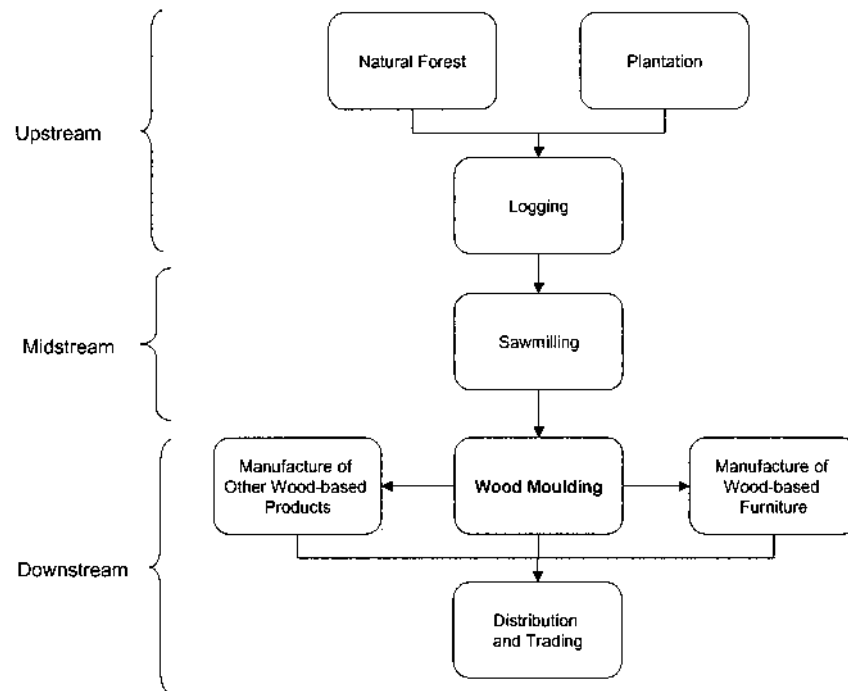 Natural Forest
Plantation
Upstream
Logging
Midstream
Sawmilling
Manufacture of
Other Wood-based
Products
Wood Moulding
Manufacture of
Wood-based
Furniture
Downstream
Distribution
and Trading